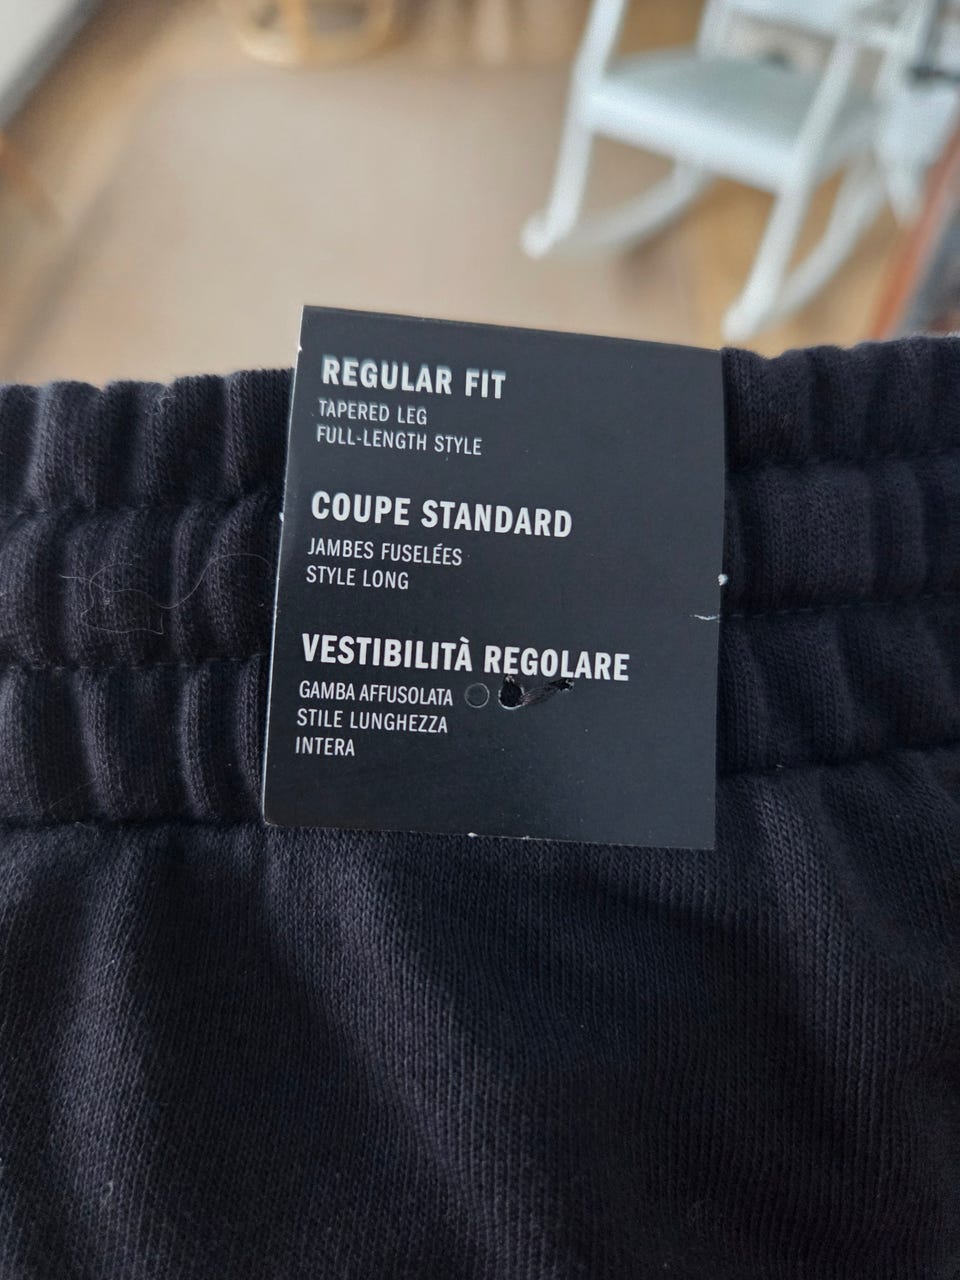 REGULAR FIT
TAPERED LEG
FULL-LENGTH STYLE
COUPE STANDARD
JAMBES FUSELÉES
STYLE LONG
VESTIBILITÀ REGOLARE
GAMBA AFFUSOLATA
STILE LUNGHEZZA
INTERA